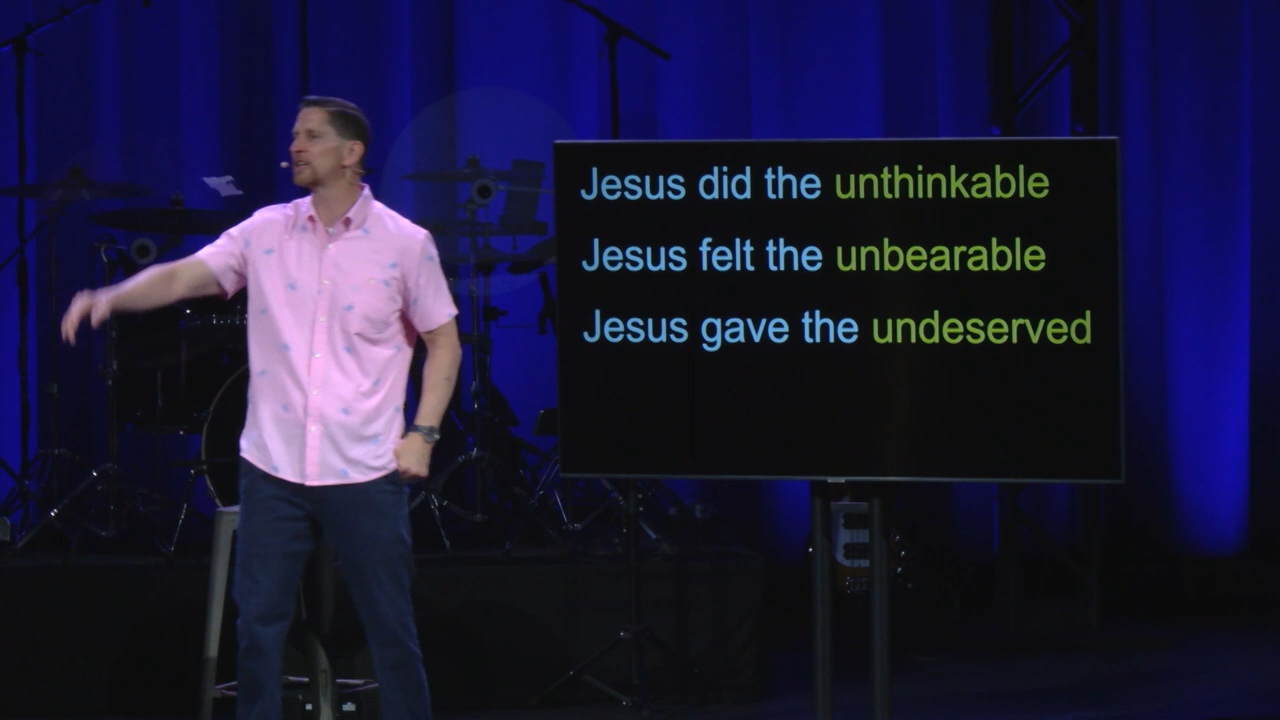 Jesus did the unthinkable
Jesus felt the unbearable
Jesus gave the undeserved